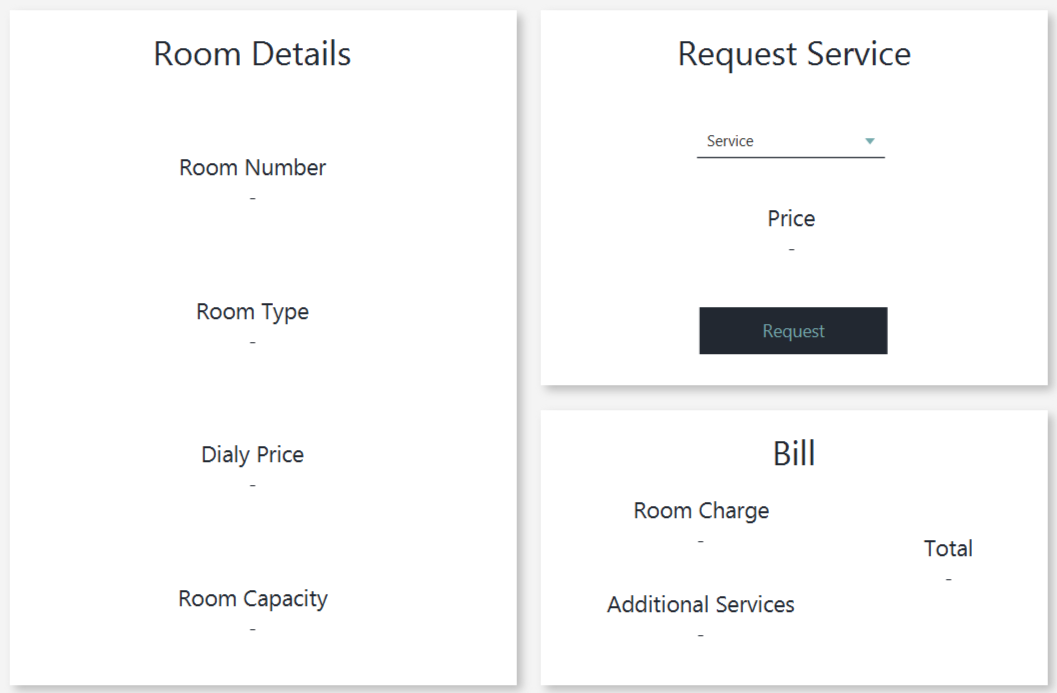 Room Details
Room Number
-
Room Type
-
Dialy Price
-
Room Capacity
-
Request Service
Service
Price
-
Request
Bill
Room Charge
-
Additional Services
-
Total
-